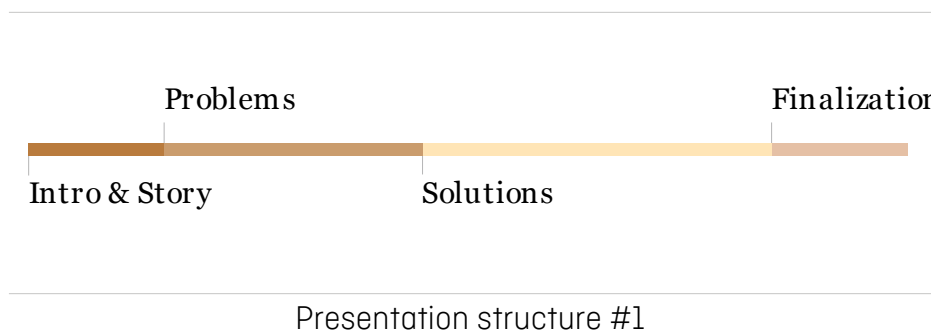 Problems
Finalization
Intro & Story
Solutions
Presentation structure #1